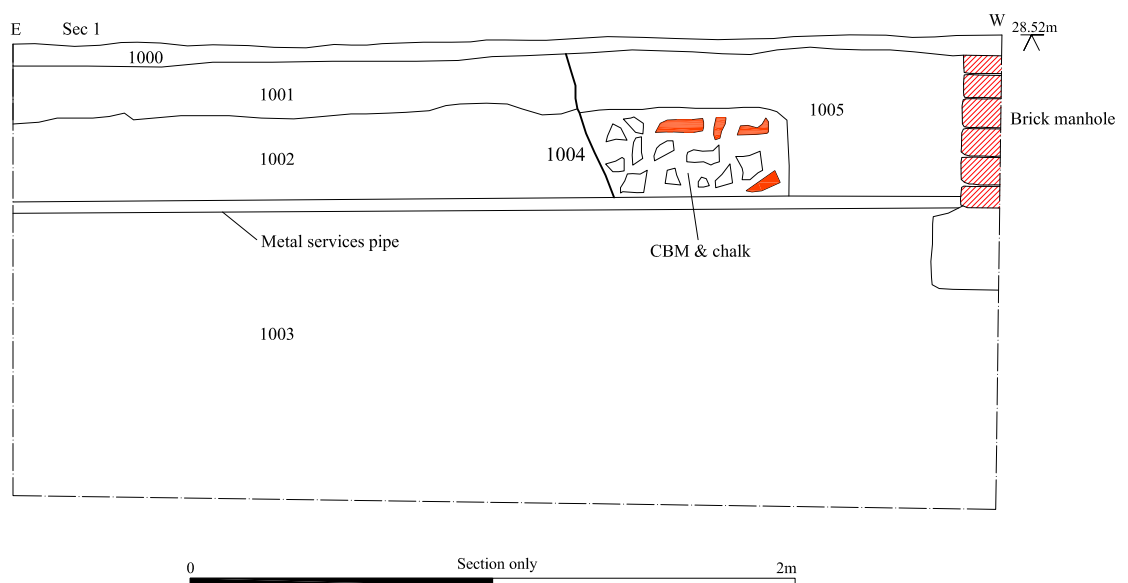 E Sec 1 W 28.52m
1000
1001
1005
Brick manhole
1002
1004
Metal services pipe
CBM & chalk
1003
Section only
0 2m